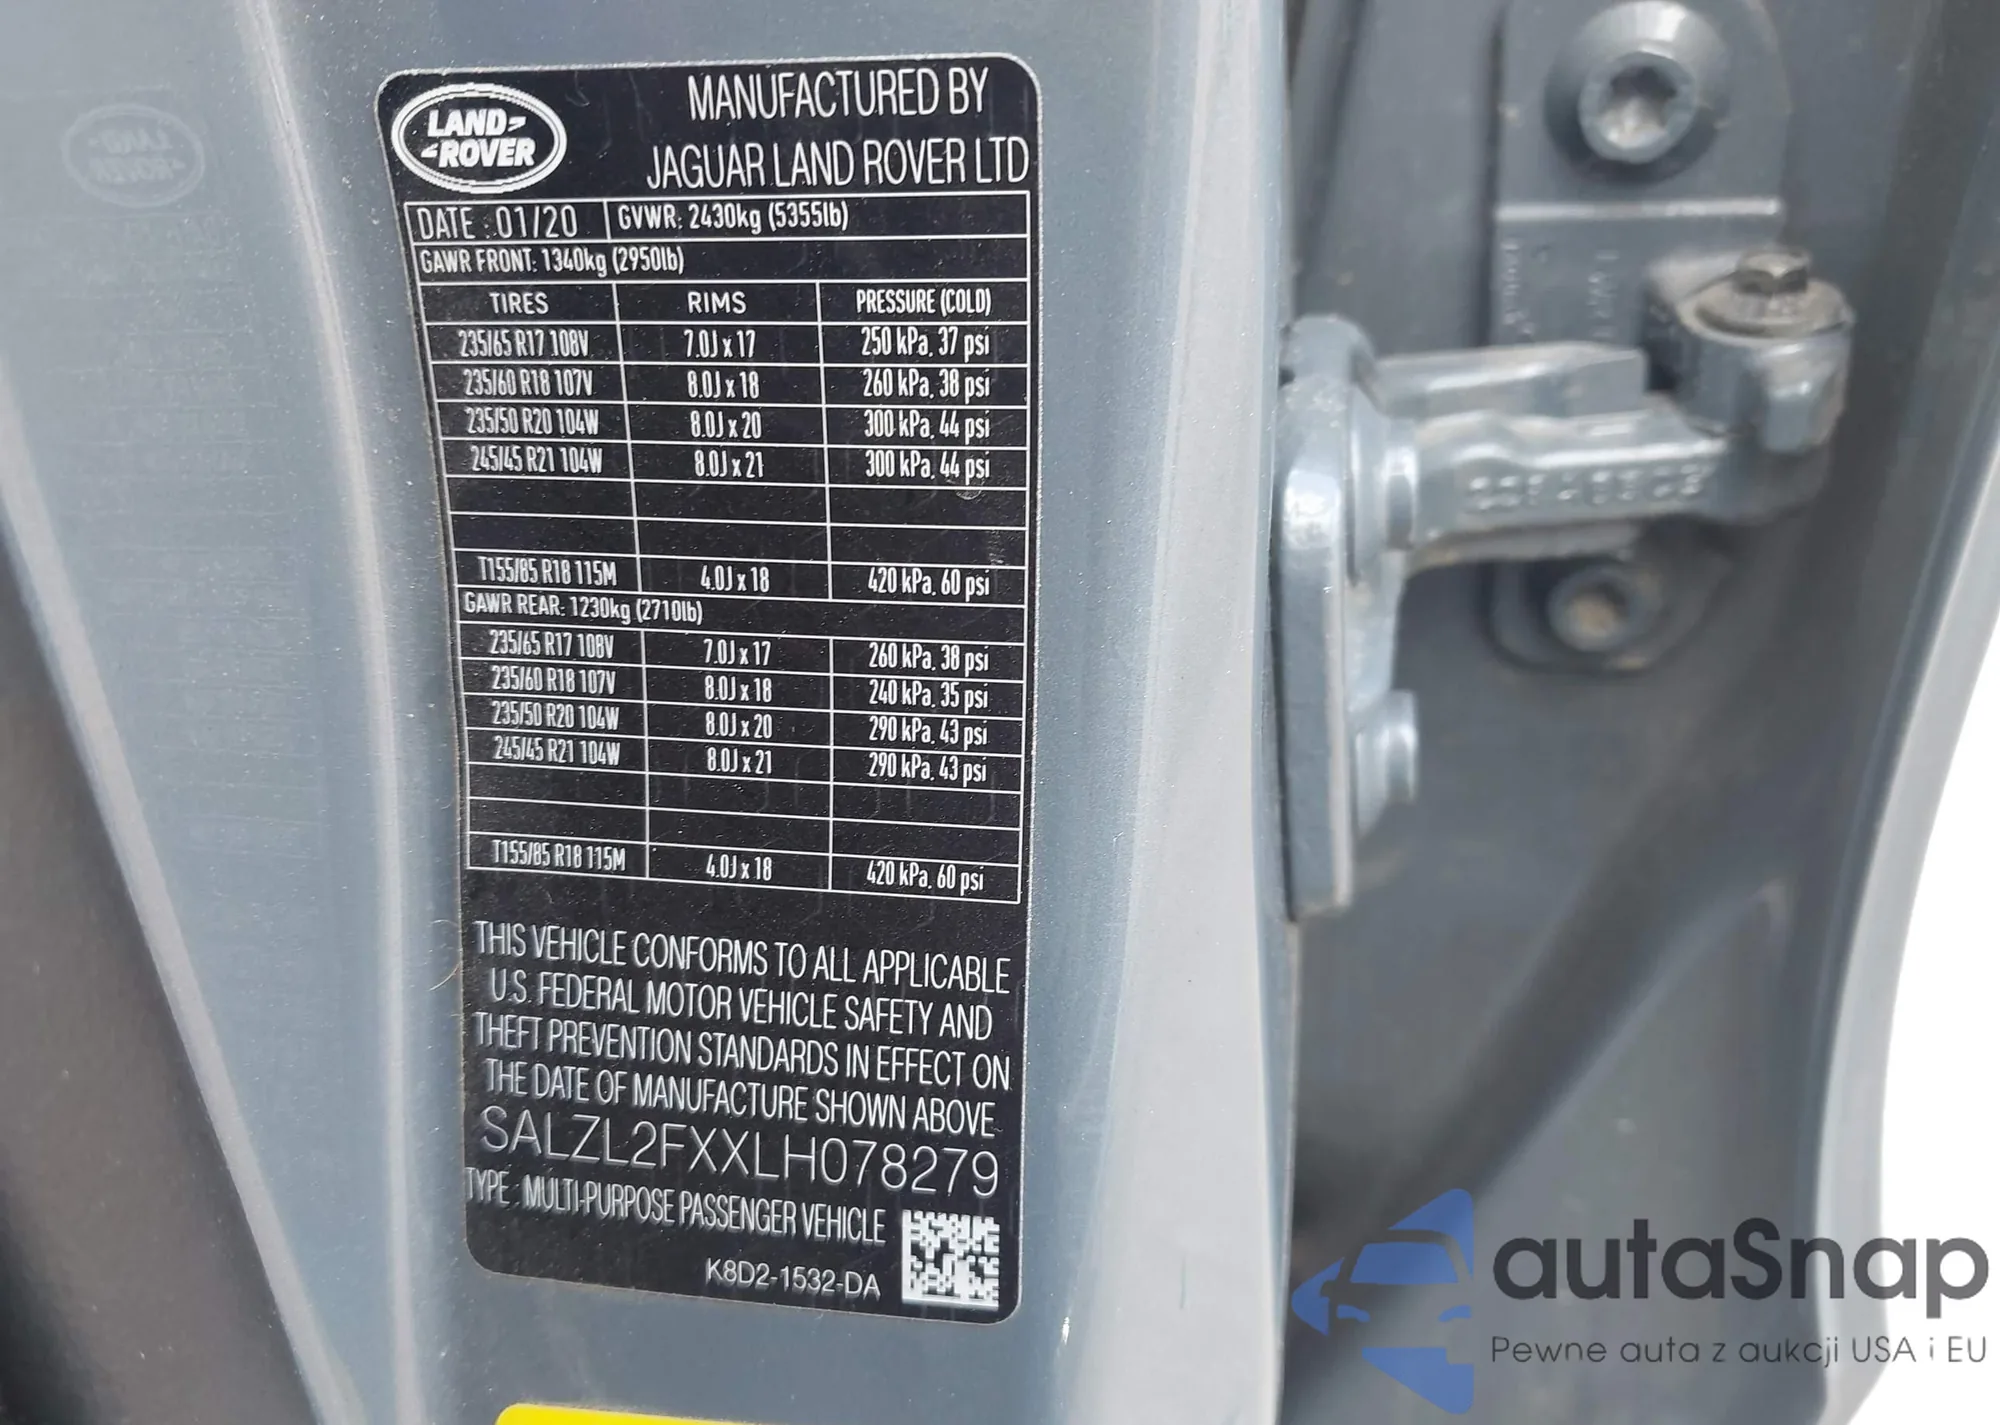 LAND-
-ROVER
MANUFACTURED BY
JAGUAR LAND ROVER LTD
DATE : 01/20 GVWR: 2430kg (5355lb)
GAWR FRONT: 1340kg (2950lb)
TIRES RIMS PRESSURE (COLD)
235/65 R17 108V 7.0J x 17 250 kPa, 37 psi
235/60 R18 107V 8.0J x 18 260 kPa, 38 psi
235/50 R20 104W 8.0J x 20 300 kPa, 44 psi
245/45 R21 104W 8.0J x 21 300 kPa, 44 psi
T155/85 R18 115M 4.0J x 18 420 kPa, 60 psi
GAWR REAR: 1230kg (2710lb)
235/65 R17 108V 7.0J x 17 260 kPa, 38 psi
235/60 R18 107V 8.0J x 18 240 kPa, 35 psi
235/50 R20 104W 8.0J x 20 290 kPa, 43 psi
245/45 R21 104W 8.0J x 21 290 kPa, 43 psi
T155/85 R18 115M 4.0J x 18 420 kPa, 60 psi
THIS VEHICLE CONFORMS TO ALL APPLICABLE
U.S. FEDERAL MOTOR VEHICLE SAFETY AND
THEFT PREVENTION STANDARDS IN EFFECT ON
THE DATE OF MANUFACTURE SHOWN ABOVE
SALZL2FXXLH078279
TYPE : MULTI-PURPOSE PASSENGER VEHICLE
K8D2-1532-DA
autaSnap
Pewne auta z aukcji USA i EU